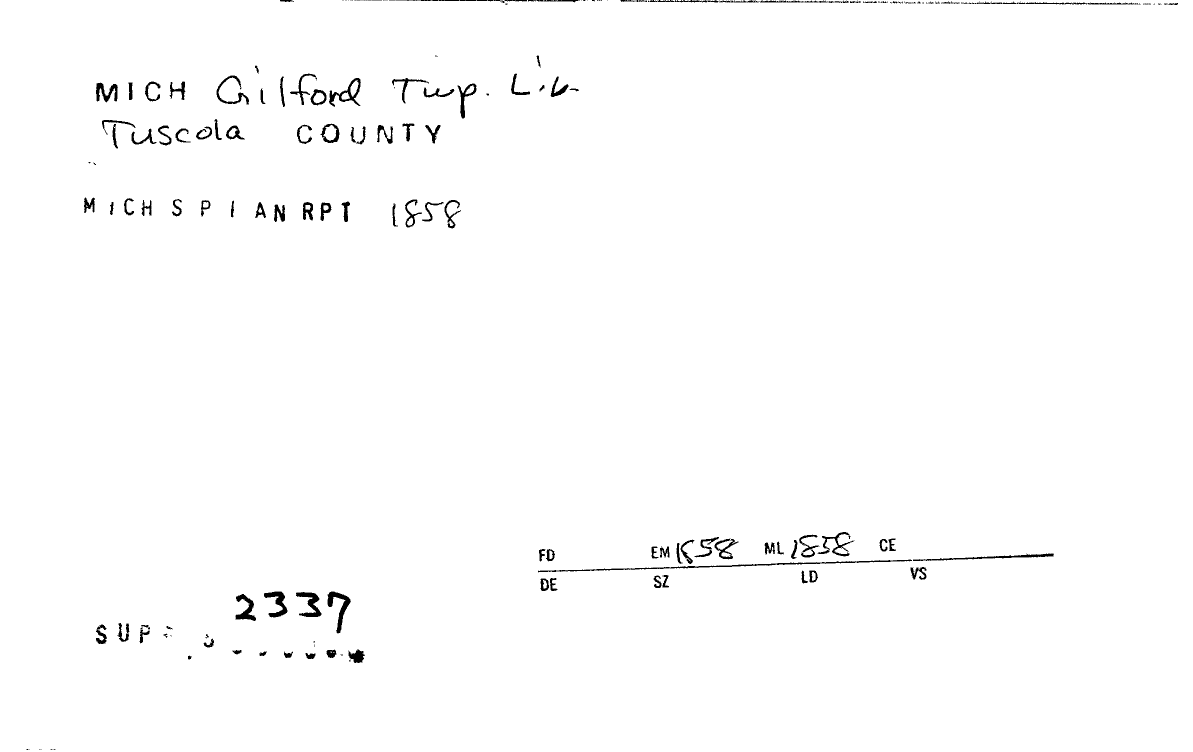 MICH Gilford Twp. Lib
Tuscola COUNTY
MICH S P I AN RPT 1858
FD EM 1858 ML 1858 CE
DE SZ LD VS
2337
SUP